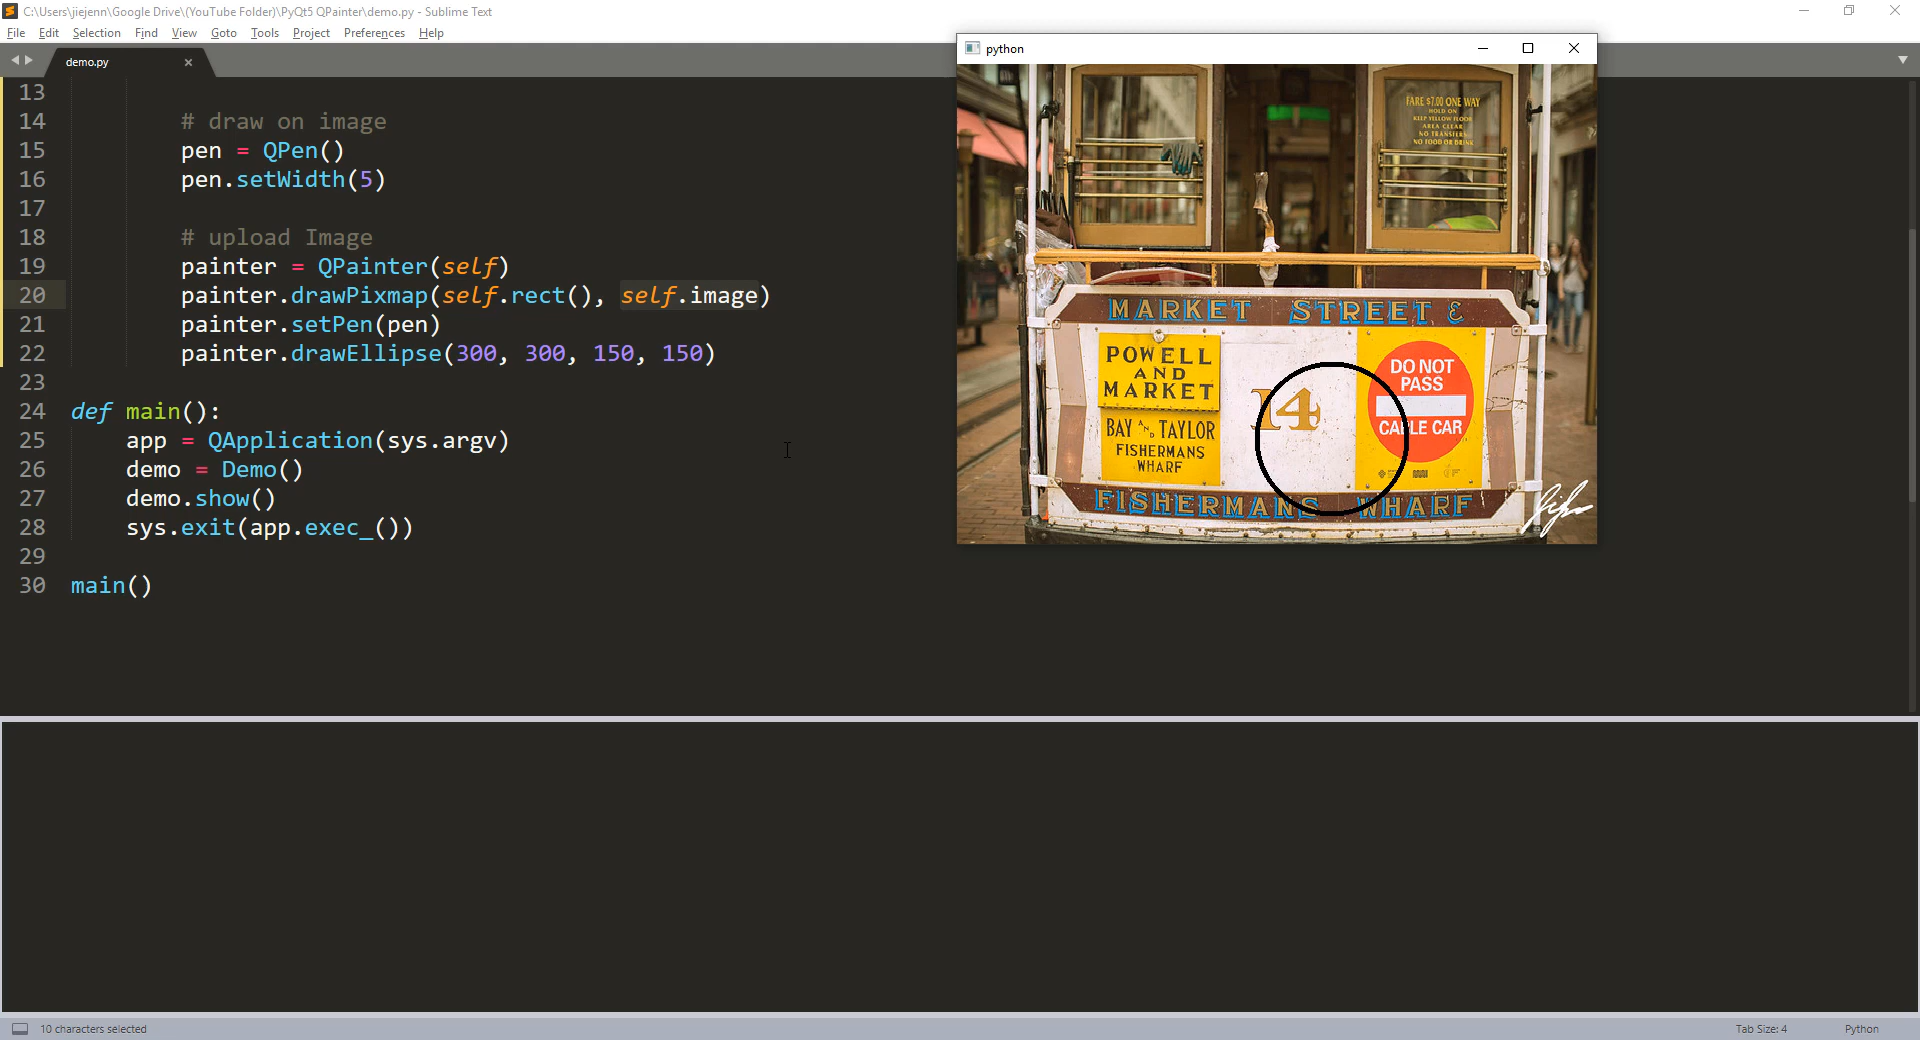 C:\Users\jiejenn\Google Drive\(YouTube Folder)\PyQt5 QPainter\demo.py - Sublime Text
File Edit Selection Find View Goto Tools Project Preferences Help
demo.py
13
14 # draw on image
15 pen = QPen()
16 pen.setWidth(5)
17
18 # upload Image
19 painter = QPainter(self)
20 painter.drawPixmap(self.rect(), self.image)
21 painter.setPen(pen)
22 painter.drawEllipse(300, 300, 150, 150)
23
24 def main():
25 app = QApplication(sys.argv)
26 demo = Demo()
27 demo.show()
28 sys.exit(app.exec_())
29
30 main()
python
FARE $7.00 ONE WAY
HOLD ON
KEEP YELLOW FLOOR
AREA CLEAR
NO TRANSFERS
NO FOOD OR DRINK
MARKET STREET &
POWELL
AND
MARKET
BAY AND TAYLOR
FISHERMANS
WHARF
14
DO NOT
PASS
CABLE CAR
FISHERMANS WHARF
10 characters selected
Tab Size: 4
Python